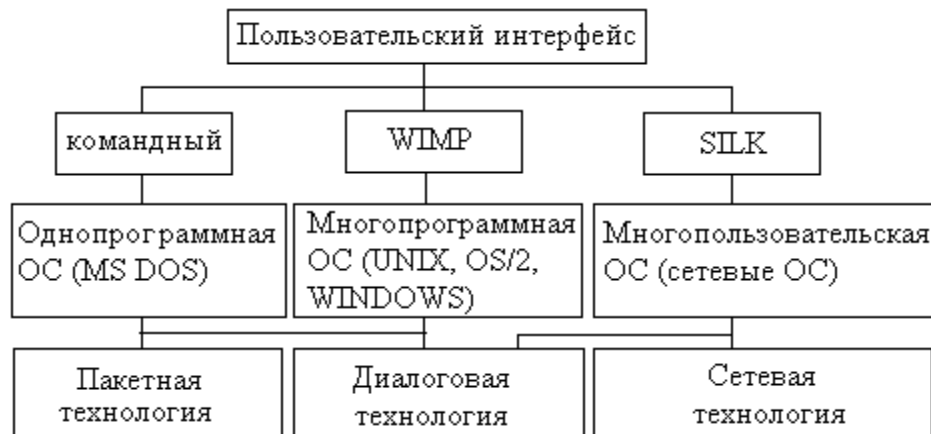 Пользовательский интерфейс
командный
WIMP
SILK
Однопрограммная
ОС (MS DOS)
Многопрограммная
ОС (UNIX, OS/2,
WINDOWS)
Многопользовательская
ОС (сетевые ОС)
Пакетная
технология
Диалоговая
технология
Сетевая
технология